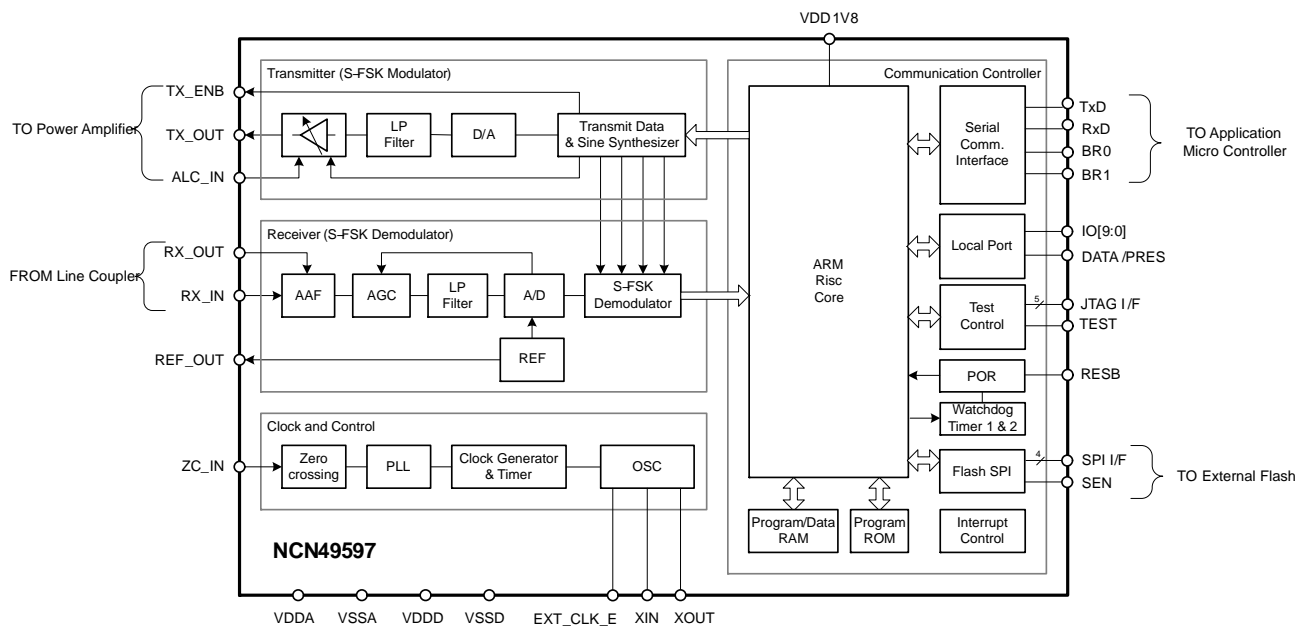 VDD1V8
Transmitter (S-FSK Modulator)
Communication Controller
TX_ENB
TO Power Amplifier
TX_OUT
ALC_IN
LP
Filter
D/A
Transmit Data
& Sine Synthesizer
Serial
Comm.
Interface
TxD
RxD
BR0
BR1
TO Application
Micro Controller
Receiver (S-FSK Demodulator)
RX_OUT
FROM Line Coupler
RX_IN
AAF
AGC
LP
Filter
A/D
S-FSK
Demodulator
REF_OUT
REF
ARM
Risc
Core
Local Port
IO[9:0]
DATA/PRES
Test
Control
5
JTAG I/F
TEST
POR
RESB
Watchdog
Timer 1 & 2
Clock and Control
ZC_IN
Zero
crossing
PLL
Clock Generator
& Timer
OSC
Flash SPI
4
SPI I/F
SEN
TO External Flash
Program/Data
RAM
Program
ROM
Interrupt
Control
NCN49597
VDDA
VSSA
VDDD
VSSD
EXT_CLK_E
XIN
XOUT